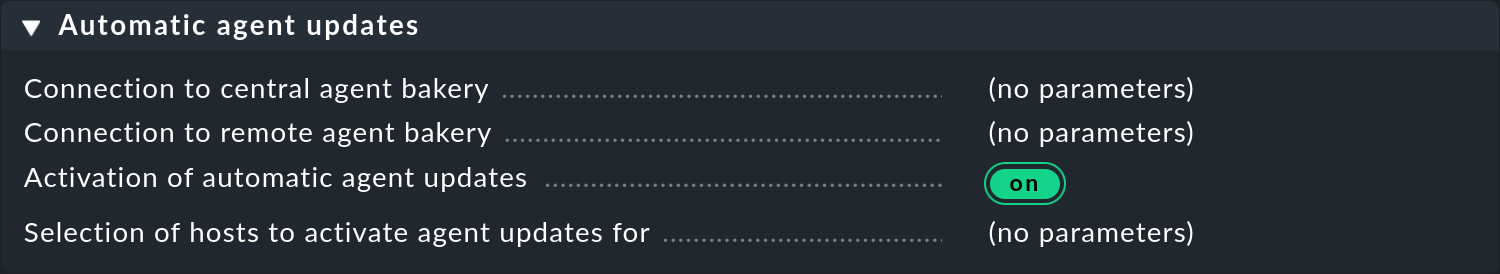 Automatic agent updates
Connection to central agent bakery (no parameters)
Connection to remote agent bakery (no parameters)
Activation of automatic agent updates on
Selection of hosts to activate agent updates for (no parameters)